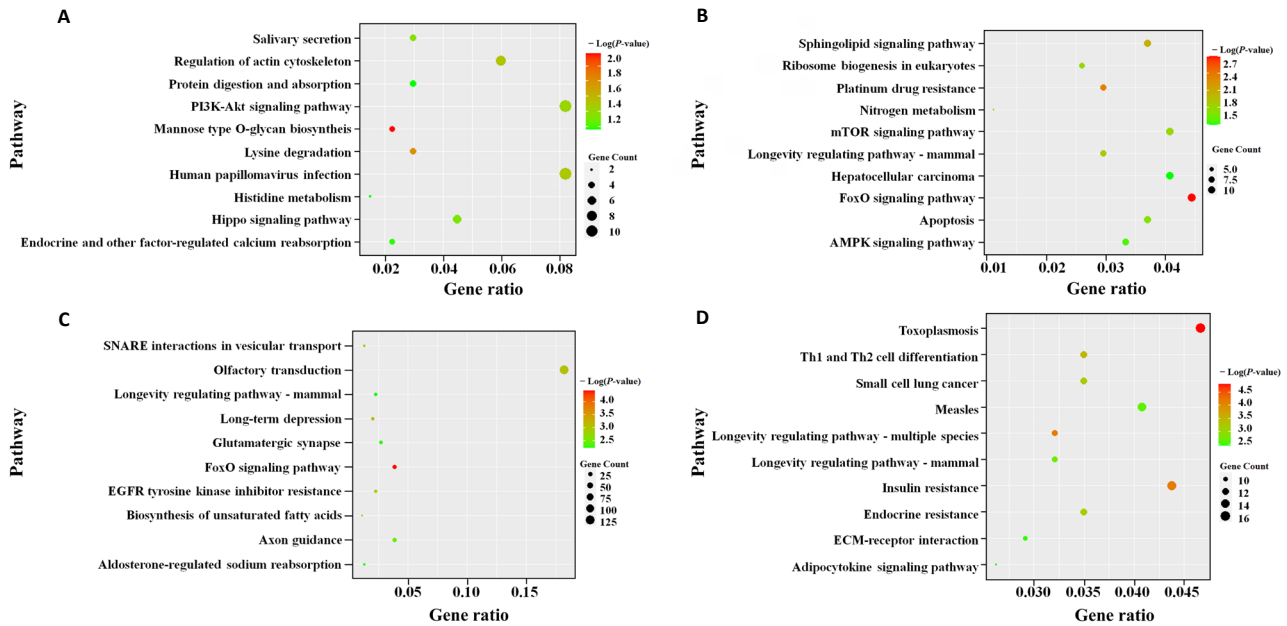 A
Salivary secretion
Regulation of actin cytoskeleton
Protein digestion and absorption
PI3K-Akt signaling pathway
Mannose type O-glycan biosyntheis
Lysine degradation
Human papillomavirus infection
Histidine metabolism
Hippo signaling pathway
Endocrine and other factor-regulated calcium reabsorption
Pathway
0.02 0.04 0.06 0.08
Gene ratio
− Log(P-value)
2.0
1.8
1.6
1.4
1.2
Gene Count
2
4
6
8
10
B
Sphingolipid signaling pathway
Ribosome biogenesis in eukaryotes
Platinum drug resistance
Nitrogen metabolism
mTOR signaling pathway
Longevity regulating pathway - mammal
Hepatocellular carcinoma
FoxO signaling pathway
Apoptosis
AMPK signaling pathway
Pathway
0.01 0.02 0.03 0.04
Gene ratio
− Log(P-value)
2.7
2.4
2.1
1.8
1.5
Gene Count
5.0
7.5
10
C
SNARE interactions in vesicular transport
Olfactory transduction
Longevity regulating pathway - mammal
Long-term depression
Glutamatergic synapse
FoxO signaling pathway
EGFR tyrosine kinase inhibitor resistance
Biosynthesis of unsaturated fatty acids
Axon guidance
Aldosterone-regulated sodium reabsorption
Pathway
0.05 0.10 0.15
Gene ratio
− Log(P-value)
4.0
3.5
3.0
2.5
Gene Count
25
50
75
100
125
D
Toxoplasmosis
Th1 and Th2 cell differentiation
Small cell lung cancer
Measles
Longevity regulating pathway - multiple species
Longevity regulating pathway - mammal
Insulin resistance
Endocrine resistance
ECM-receptor interaction
Adipocytokine signaling pathway
Pathway
0.030 0.035 0.040 0.045
Gene ratio
− Log(P-value)
4.5
4.0
3.5
3.0
2.5
Gene Count
10
12
14
16